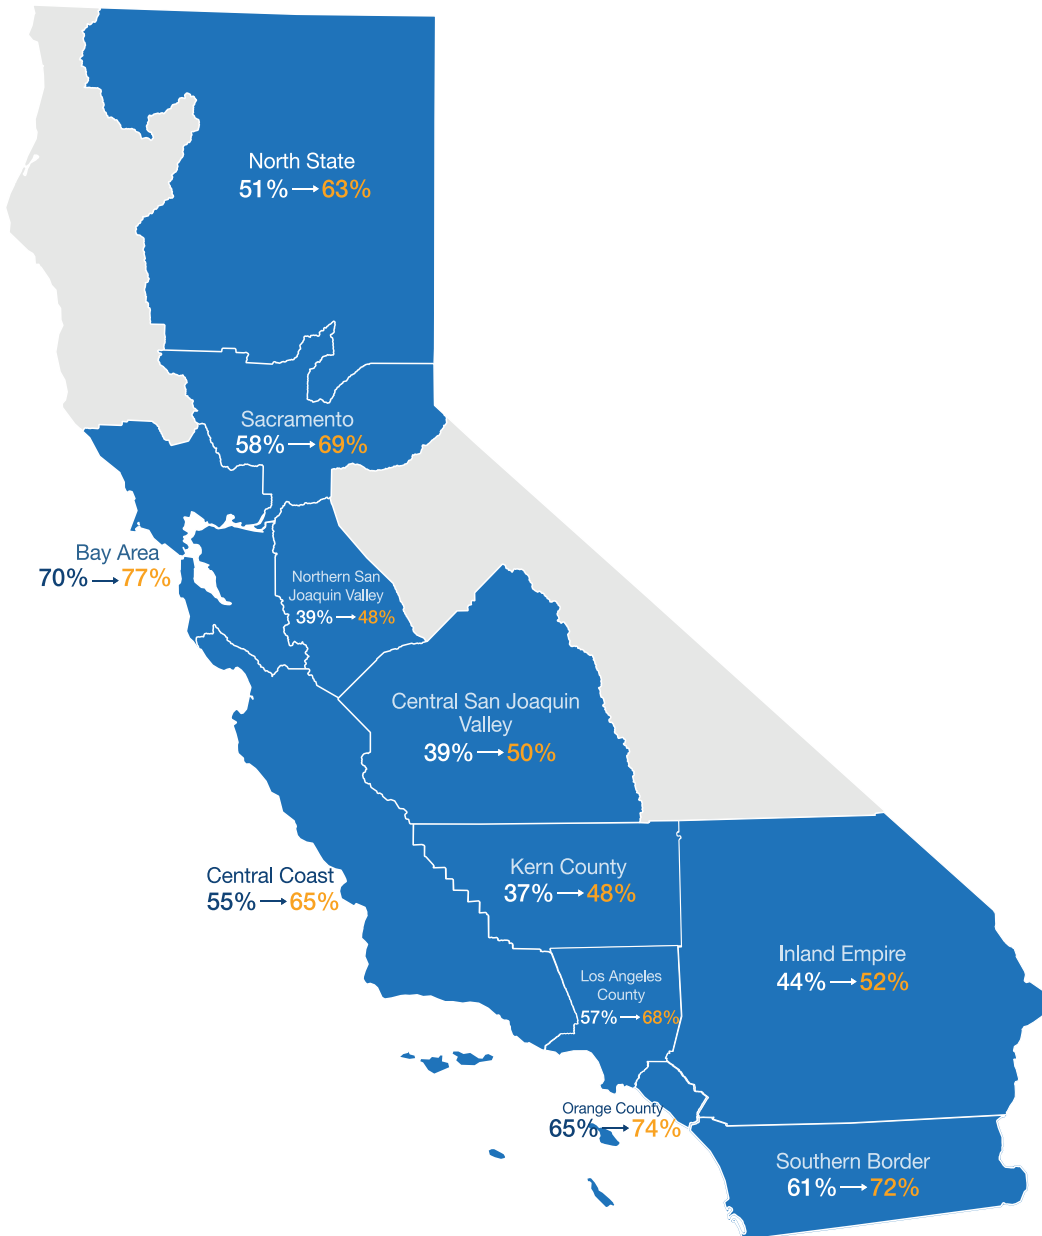 North State
51% → 63%
Sacramento
58% → 69%
Bay Area
70% → 77%
Northern San
Joaquin Valley
39% → 48%
Central San Joaquin
Valley
39% → 50%
Kern County
37% → 48%
Central Coast
55% → 65%
Inland Empire
44% → 52%
Los Angeles
County
57% → 68%
Orange County
65% → 74%
Southern Border
61% → 72%